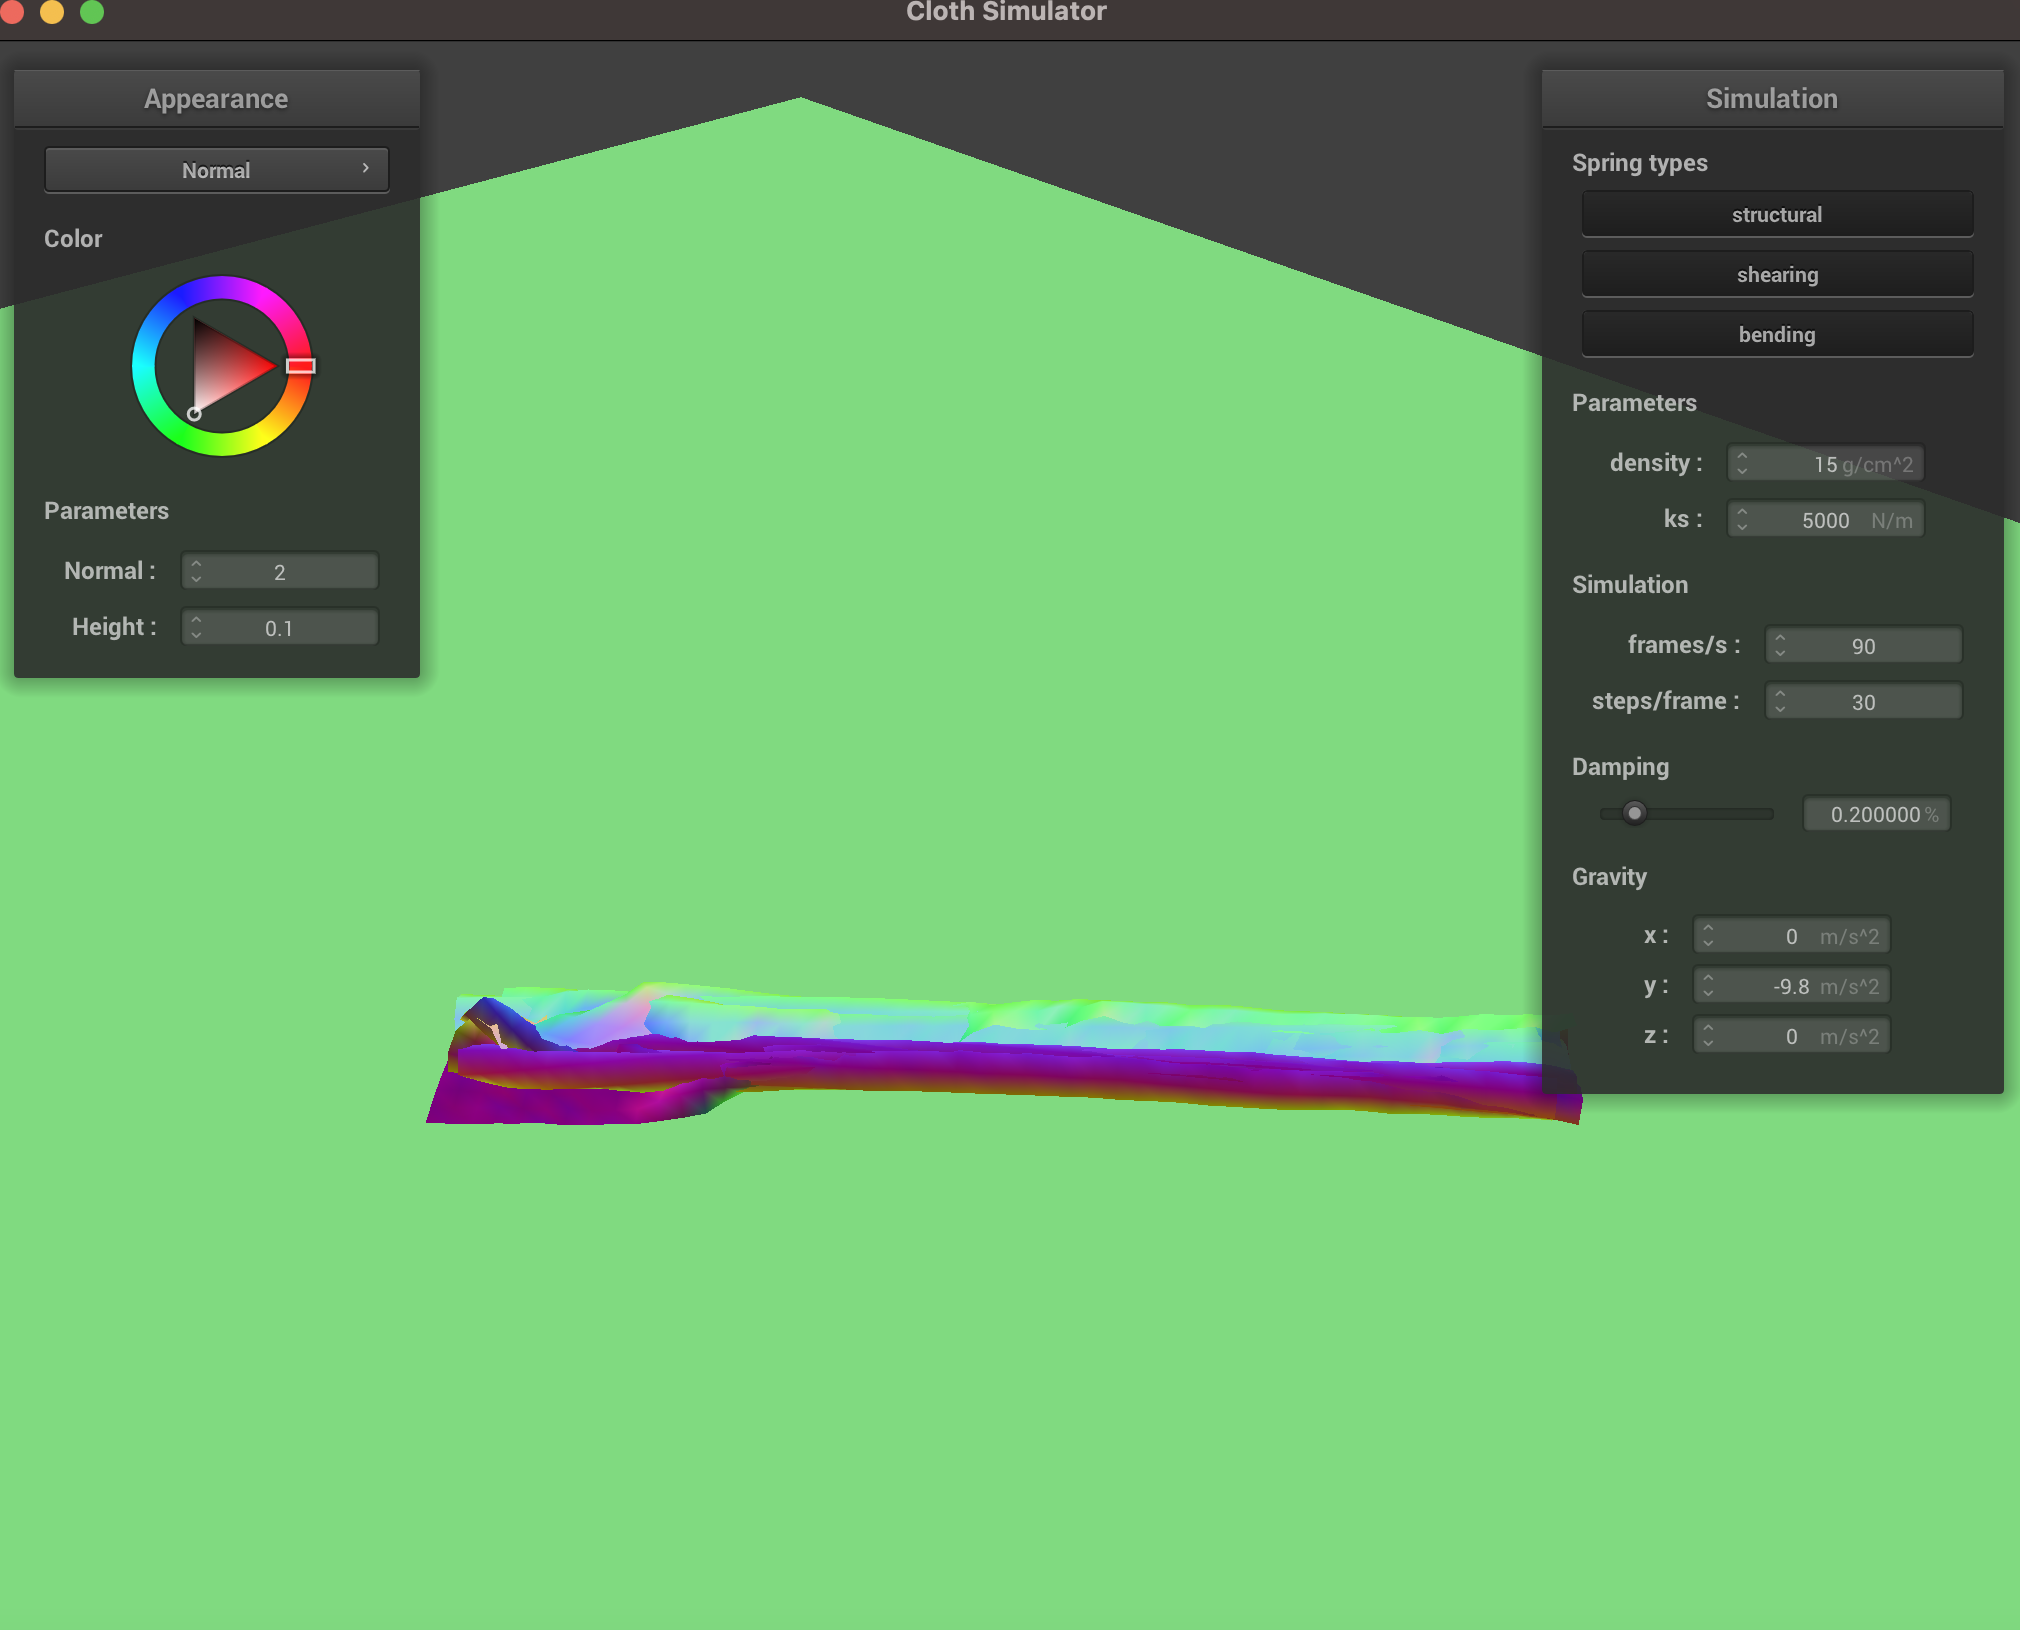 Cloth Simulator
Appearance
Normal
Color
Parameters
Normal : 2
Height : 0.1
Simulation
Spring types
structural
shearing
bending
Parameters
density : 15 g/cm^2
ks : 5000 N/m
Simulation
frames/s : 90
steps/frame : 30
Damping
0.200000 %
Gravity
x : 0 m/s^2
y : -9.8 m/s^2
z : 0 m/s^2